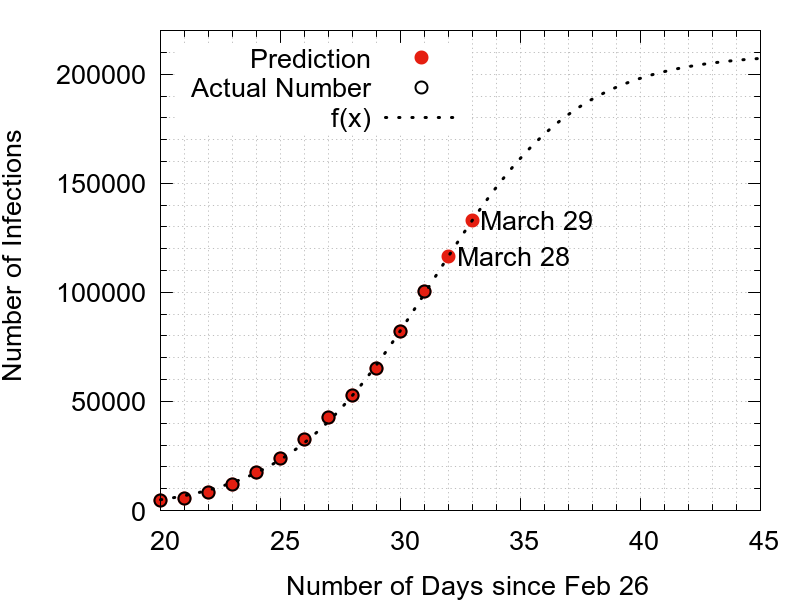 Prediction
Actual Number
f(x)
200000
150000
100000
50000
0
March 29
March 28
20 25 30 35 40 45
Number of Infections
Number of Days since Feb 26